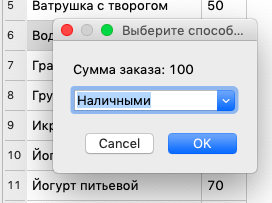 5 Ватрушка с творогом 50
6 Вод
Выберите способ...
7 Гра
Сумма заказа: 100
8 Гру
Наличными
9 Икр
10 Йог
Cancel OK
11 Йогурт питьевой 70